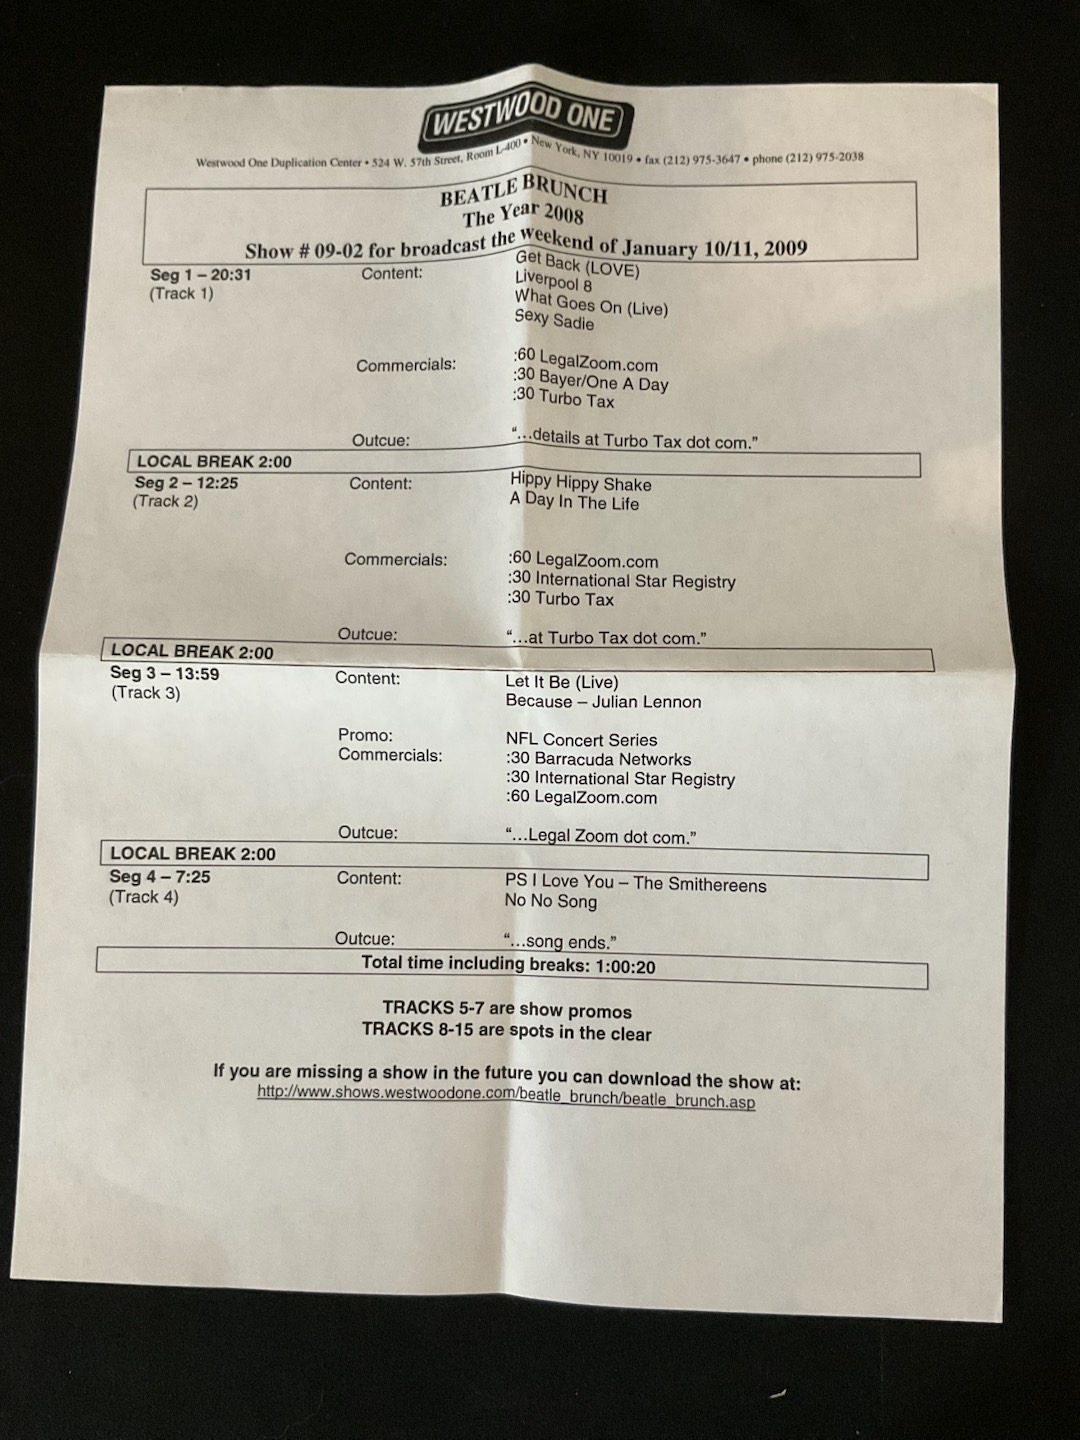 WESTWOOD ONE
Westwood One Duplication Center • 524 W. 57th Street, Room L-400 • New York, NY 10019 • fax (212) 975-3647 • phone (212) 975-2038
BEATLE BRUNCH
The Year 2008
Show # 09-02 for broadcast the weekend of January 10/11, 2009
Seg 1 – 20:31 Content: Get Back (LOVE)
(Track 1) Liverpool 8
What Goes On (Live)
Sexy Sadie
Commercials: :60 LegalZoom.com
:30 Bayer/One A Day
:30 Turbo Tax
Outcue: “...details at Turbo Tax dot com.”
LOCAL BREAK 2:00
Seg 2 – 12:25 Content: Hippy Hippy Shake
(Track 2) A Day In The Life
Commercials: :60 LegalZoom.com
:30 International Star Registry
:30 Turbo Tax
Outcue: “...at Turbo Tax dot com.”
LOCAL BREAK 2:00
Seg 3 – 13:59 Content: Let It Be (Live)
(Track 3) Because – Julian Lennon
Promo: NFL Concert Series
Commercials: :30 Barracuda Networks
:30 International Star Registry
:60 LegalZoom.com
Outcue: “...Legal Zoom dot com.”
LOCAL BREAK 2:00
Seg 4 – 7:25 Content: PS I Love You – The Smithereens
(Track 4) No No Song
Outcue: “...song ends.”
Total time including breaks: 1:00:20
TRACKS 5-7 are show promos
TRACKS 8-15 are spots in the clear
If you are missing a show in the future you can download the show at:
http://www.shows.westwoodone.com/beatle_brunch/beatle_brunch.asp